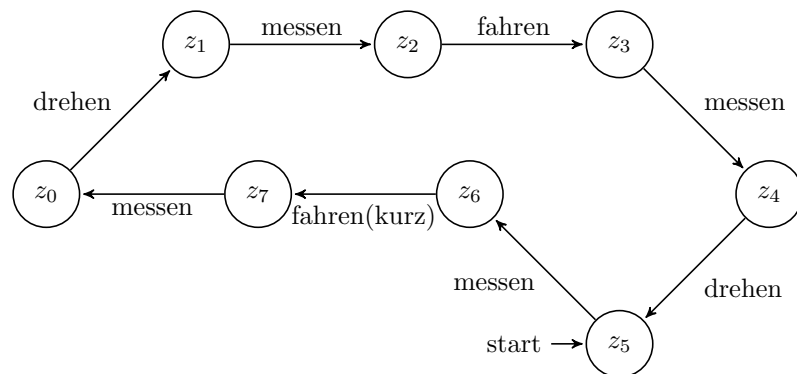 messen
fahren
z1
z2
z3
drehen
messen
z0
z7
z6
z4
messen
fahren(kurz)
messen
drehen
start
z5